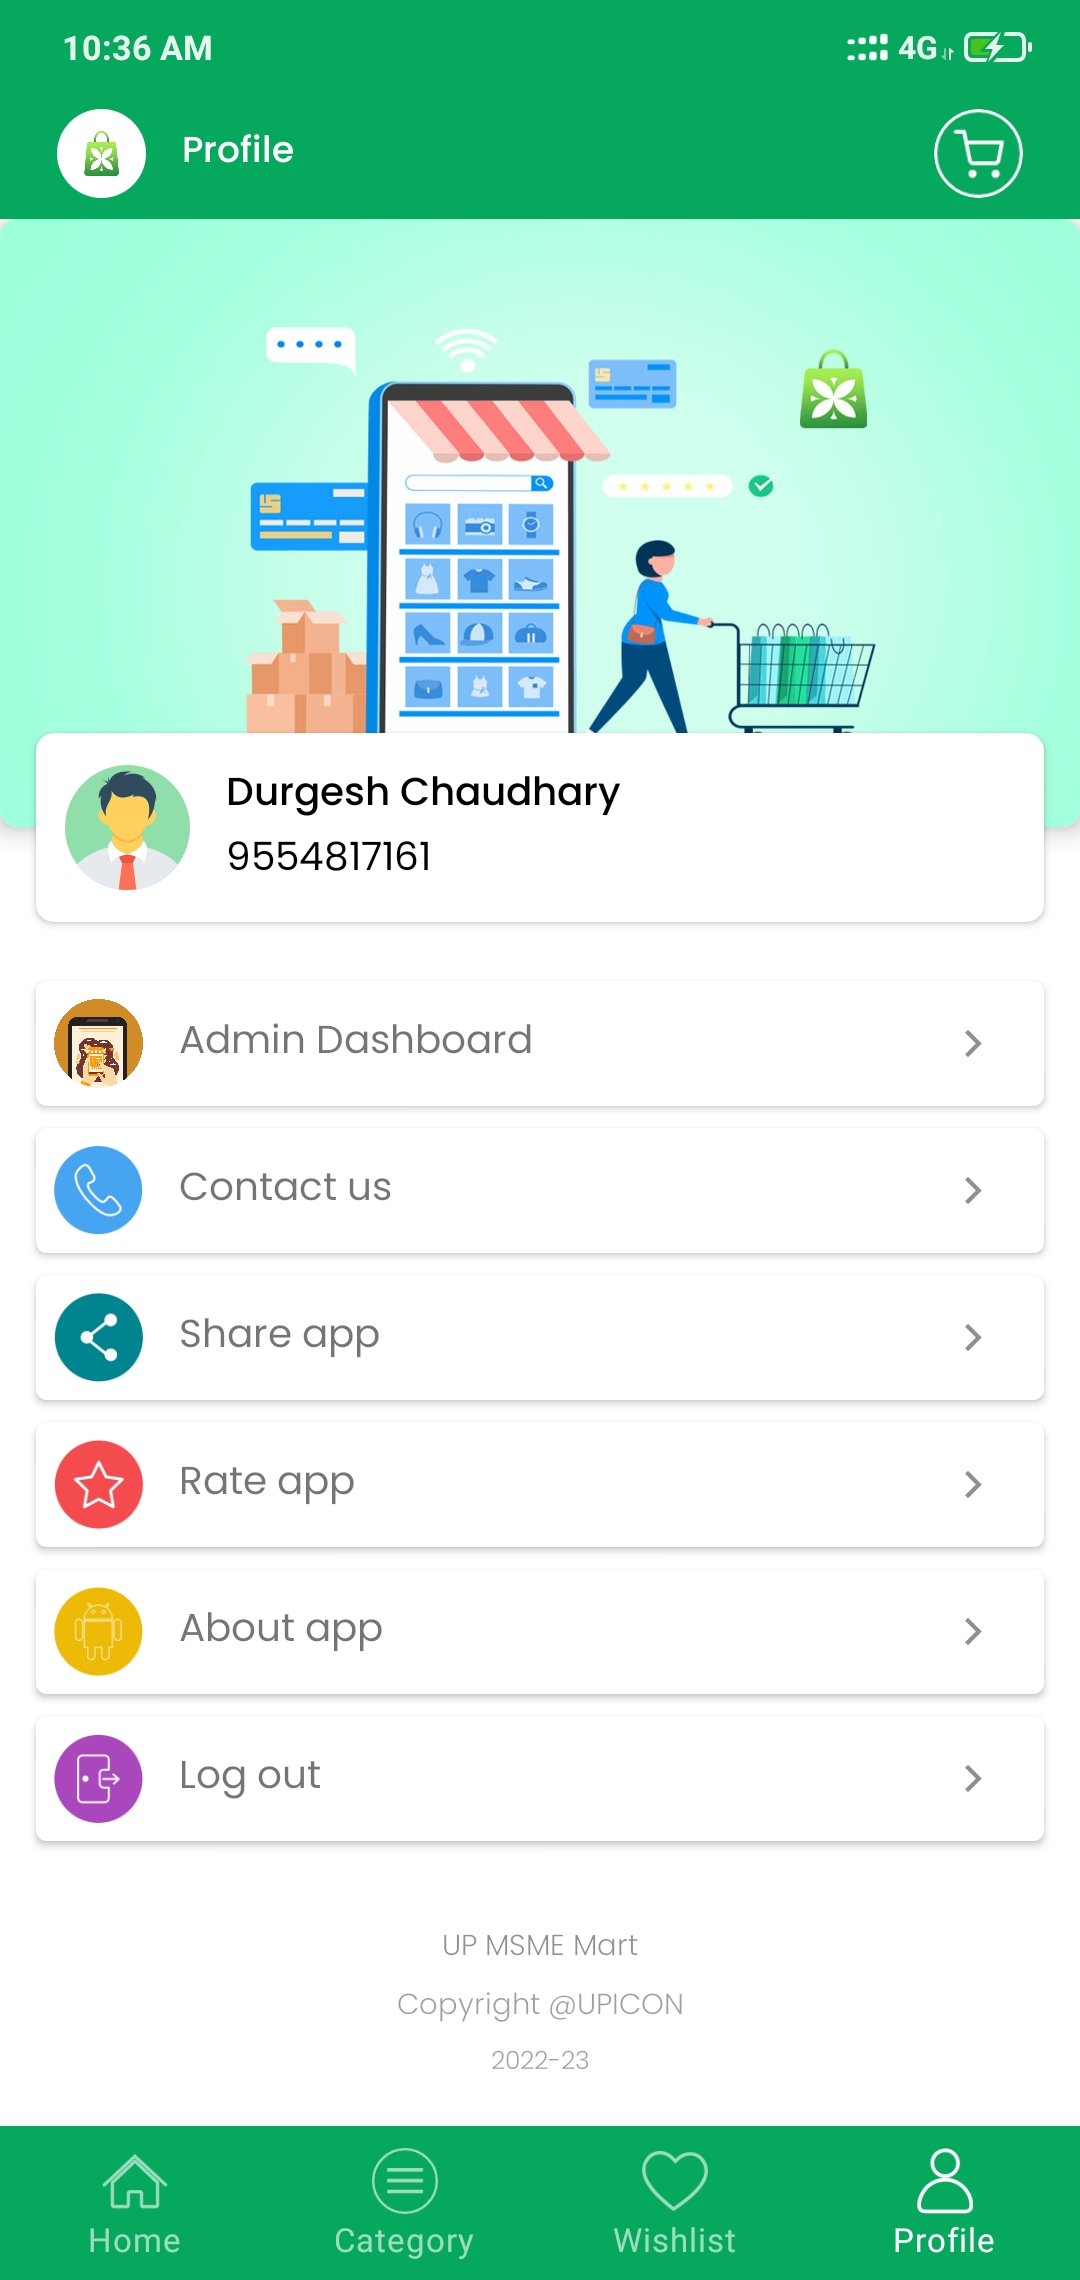 10:36 AM
4G
Profile
Durgesh Chaudhary
9554817161
Admin Dashboard
Contact us
Share app
Rate app
About app
Log out
UP MSME Mart
Copyright @UPICON
2022-23
Home
Category
Wishlist
Profile